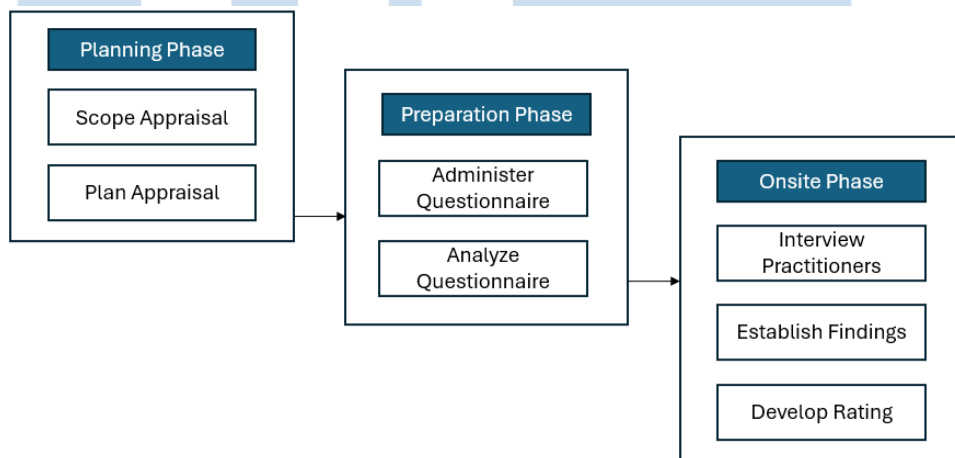 Planning Phase
Scope Appraisal
Plan Appraisal
Preparation Phase
Administer
Questionnaire
Analyze
Questionnaire
Onsite Phase
Interview
Practitioners
Establish Findings
Develop Rating